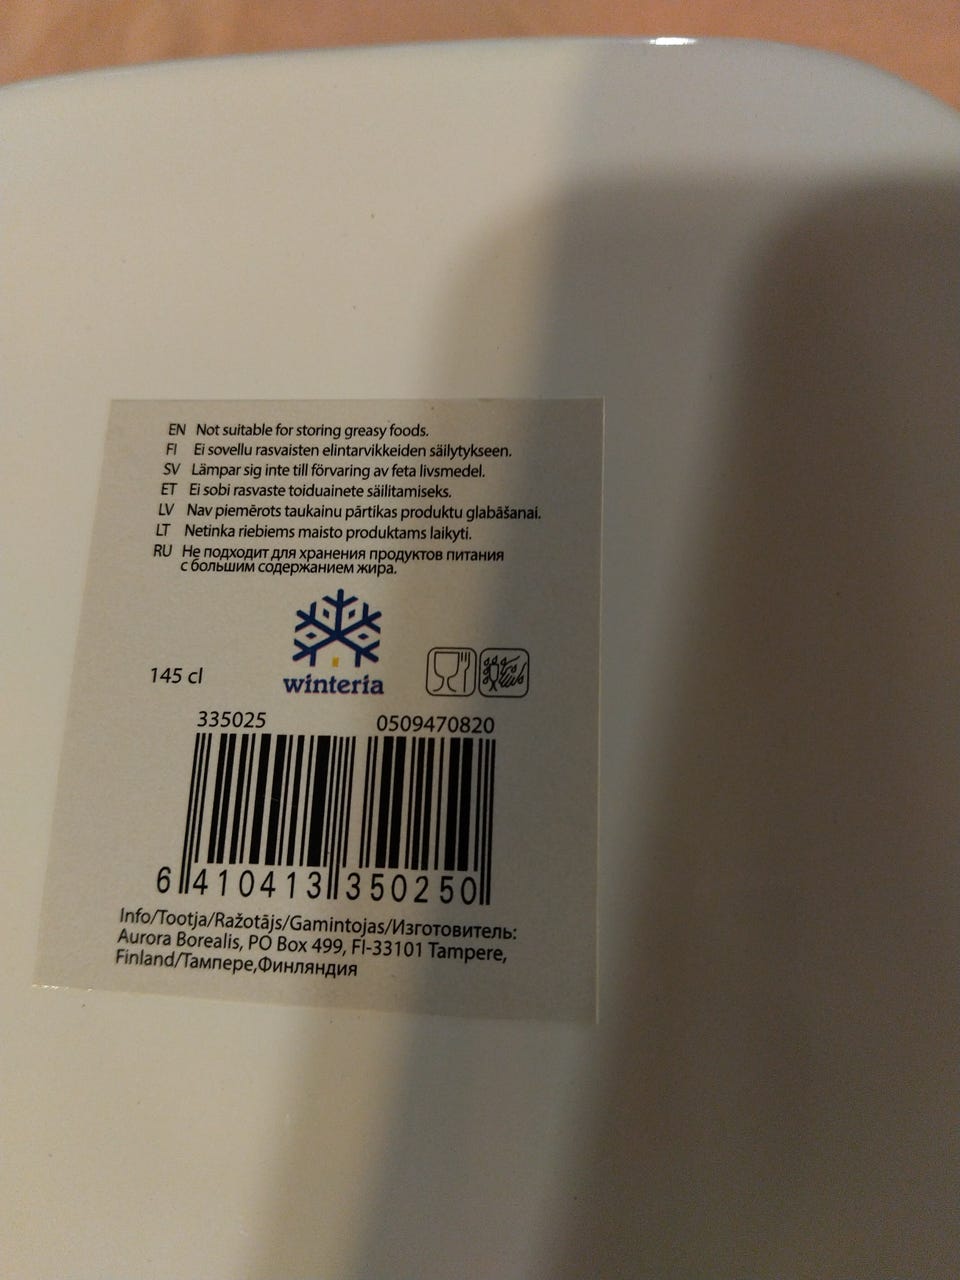 EN Not suitable for storing greasy foods.
FI Ei sovellu rasvaisten elintarvikkeiden säilytykseen.
SV Lämpar sig inte till förvaring av feta livsmedel.
ET Ei sobi rasvaste toiduainete säilitamiseks.
LV Nav piemērots taukainu pārtikas produktu glabāšanai.
LT Netinka riebiems maisto produktams laikyti.
RU Не подходит для хранения продуктов питания
с большим содержанием жира.
145 cl
winteria
335025 0509470820
6 410413 350250
Info/Tootja/Ražotājs/Gamintojas/Изготовитель:
Aurora Borealis, PO Box 499, FI-33101 Tampere,
Finland/Тампере,Финляндия